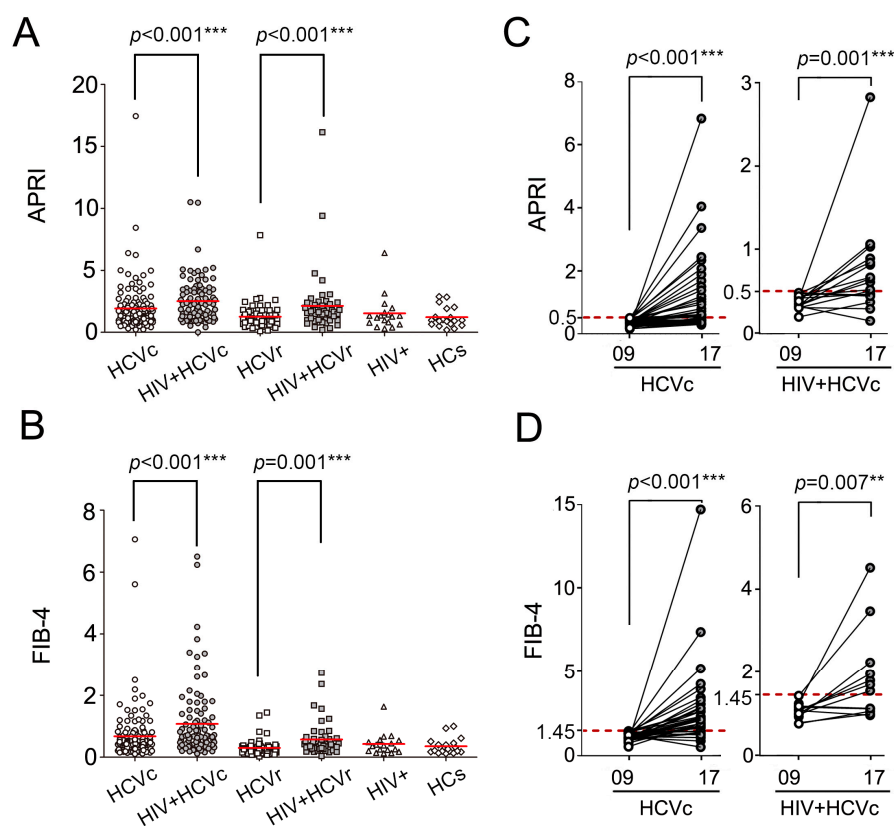 A
p<0.001***
p<0.001***
APRI
20
15
10
5
0
HCVc
HIV+HCVc
HCVr
HIV+HCVr
HIV+
HCs
B
p<0.001***
p=0.001***
FIB-4
8
6
4
2
0
HCVc
HIV+HCVc
HCVr
HIV+HCVr
HIV+
HCs
C
p<0.001***
APRI
8
6
4
2
0.5
0
09
17
HCVc
p=0.001***
3
2
1
0.5
0
09
17
HIV+HCVc
D
p<0.001***
FIB-4
15
10
5
1.45
0
09
17
HCVc
p=0.007**
6
4
2
1.45
0
09
17
HIV+HCVc